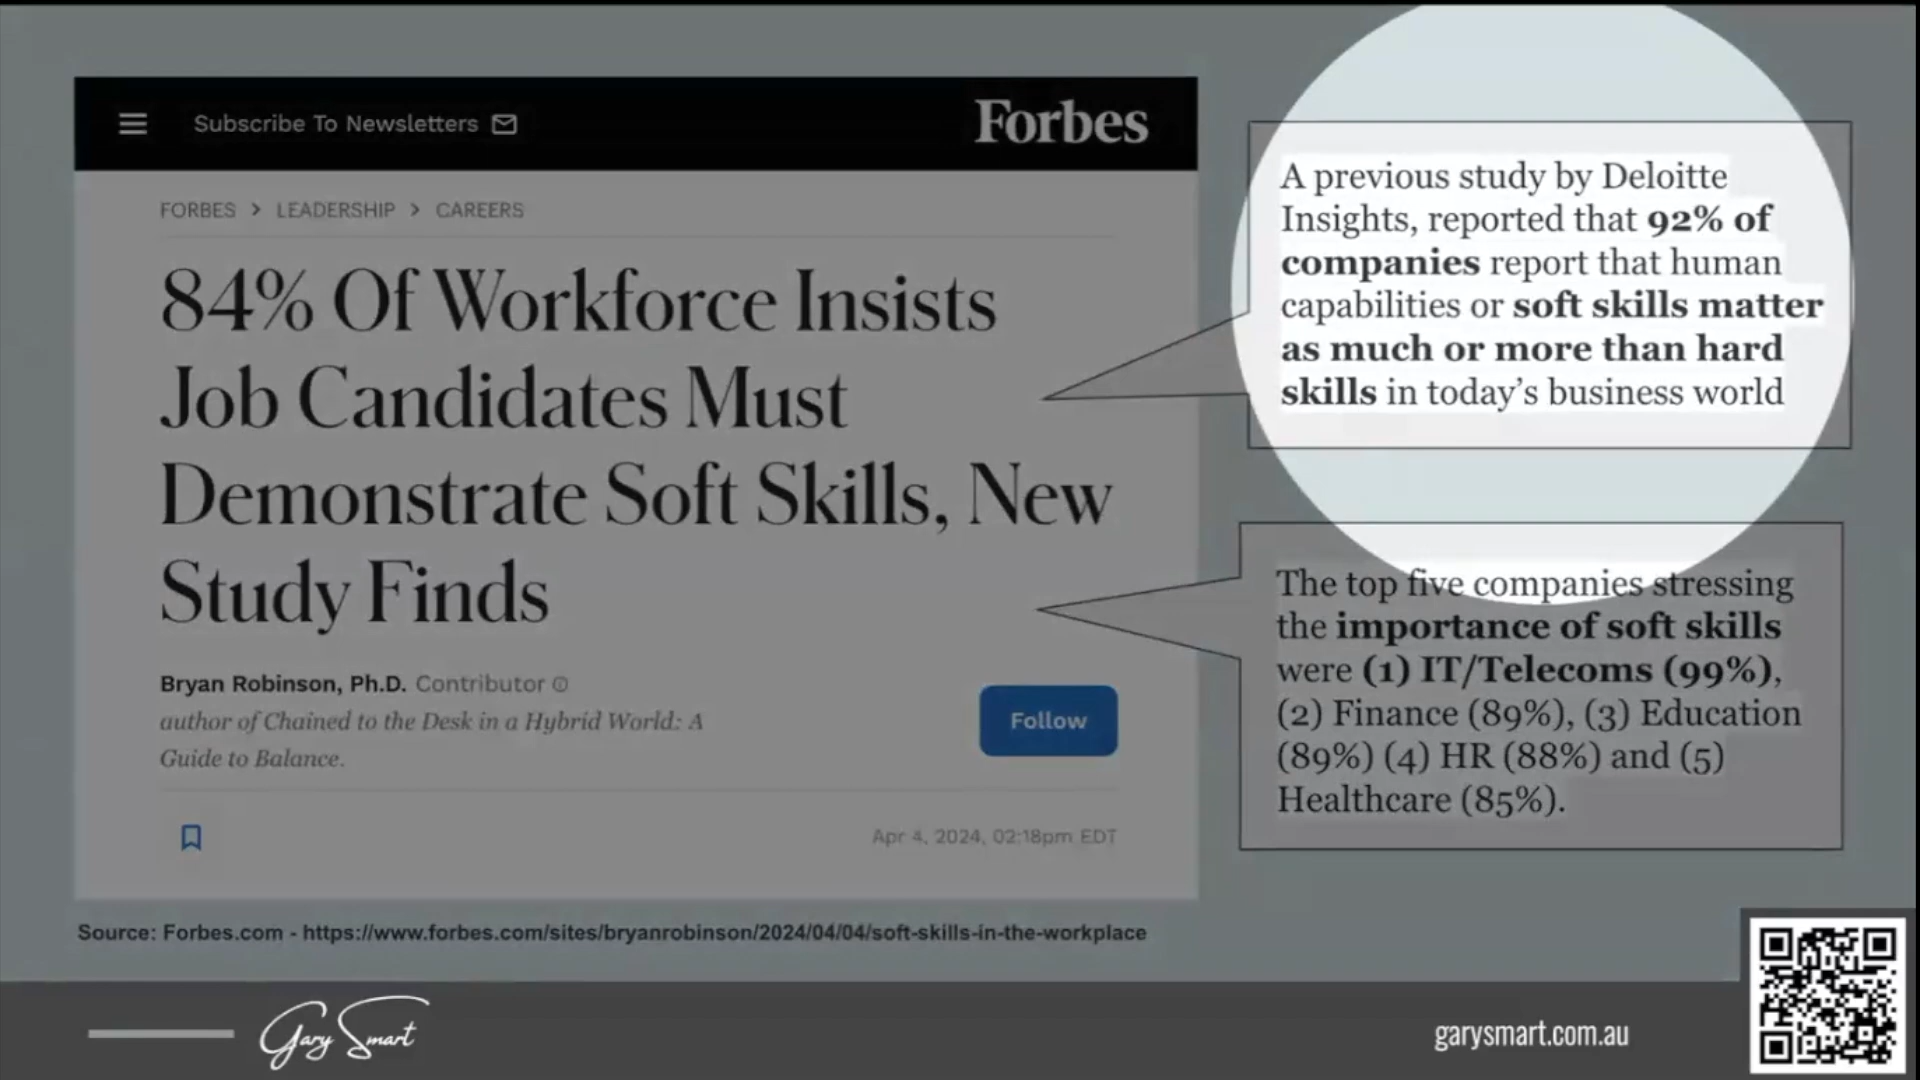 Subscribe To Newsletters
Forbes
FORBES > LEADERSHIP > CAREERS
84% Of Workforce Insists
Job Candidates Must
Demonstrate Soft Skills, New
Study Finds
Bryan Robinson, Ph.D. Contributor
author of Chained to the Desk in a Hybrid World: A
Guide to Balance.
Follow
Apr 4, 2024, 02:18pm EDT
A previous study by Deloitte
Insights, reported that 92% of
companies report that human
capabilities or soft skills matter
as much or more than hard
skills in today’s business world
The top five companies stressing
the importance of soft skills
were (1) IT/Telecoms (99%),
(2) Finance (89%), (3) Education
(89%) (4) HR (88%) and (5)
Healthcare (85%).
Source: Forbes.com - https://www.forbes.com/sites/bryanrobinson/2024/04/04/soft-skills-in-the-workplace
Gary Smart
garysmart.com.au